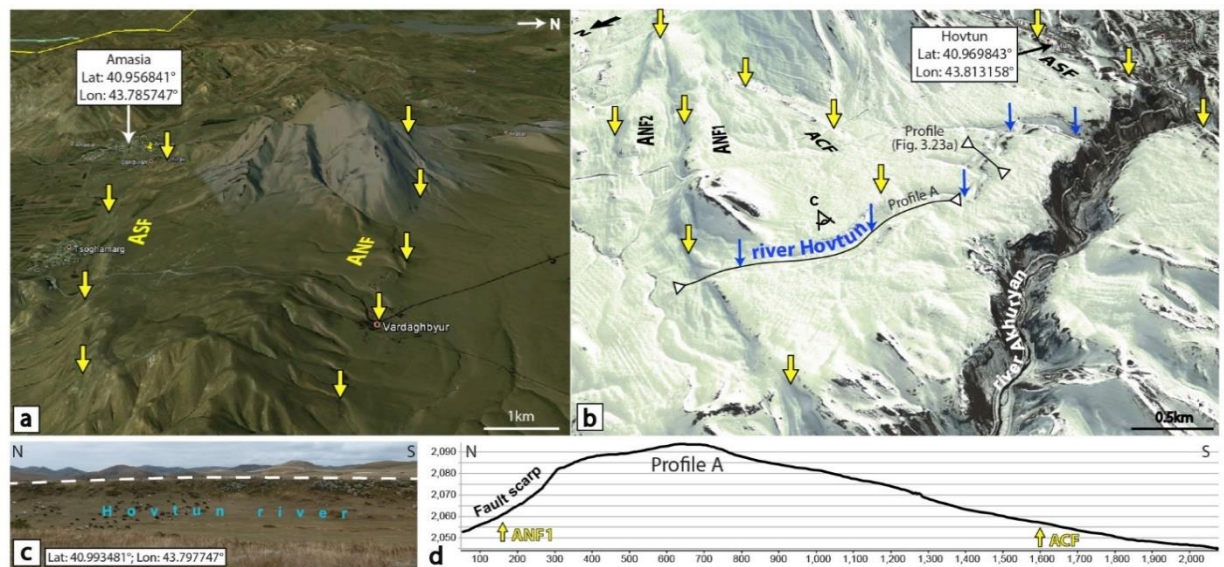 N
Amasia
Lat: 40.956841°
Lon: 43.785747°
ASF
ANF
Tsoghamarg
Vardaghbyur
a
1km
N
Hovtun
Lat: 40.969843°
Lon: 43.813158°
ASF
ANF2
ANF1
ACF
Profile
(Fig. 3.23a)
C
Profile A
river Hovtun
river Akhuryan
b
0.5km
N
S
Hovtun river
c
Lat: 40.993481°; Lon: 43.797747°
N
S
Profile A
Fault scarp
2,090
2,080
2,070
2,060
2,050
ANF1
ACF
d
100 200 300 400 500 600 700 800 900 1,000 1,100 1,200 1,300 1,400 1,500 1,600 1,700 1,800 1,900 2,000